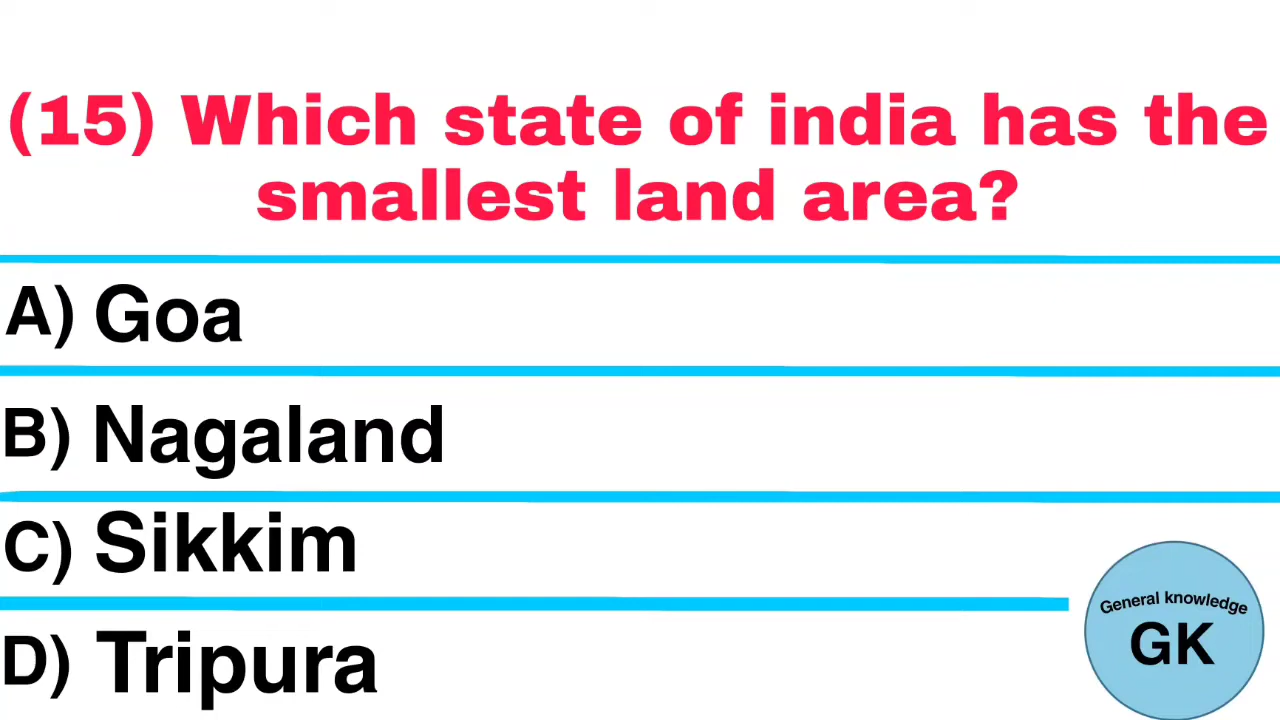 (15) Which state of india has the
smallest land area?
A) Goa
B) Nagaland
C) Sikkim
D) Tripura
General knowledge
GK